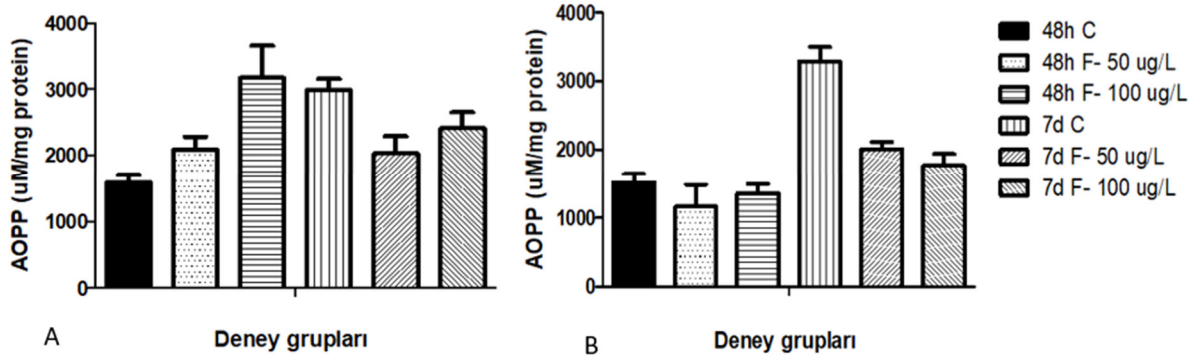 AOPP (uM/mg protein)
4000
3000
2000
1000
0
A
Deney grupları
AOPP (uM/mg protein)
4000
3000
2000
1000
0
B
Deney grupları
48h C
48h F- 50 ug/L
48h F- 100 ug/L
7d C
7d F- 50 ug/L
7d F- 100 ug/L